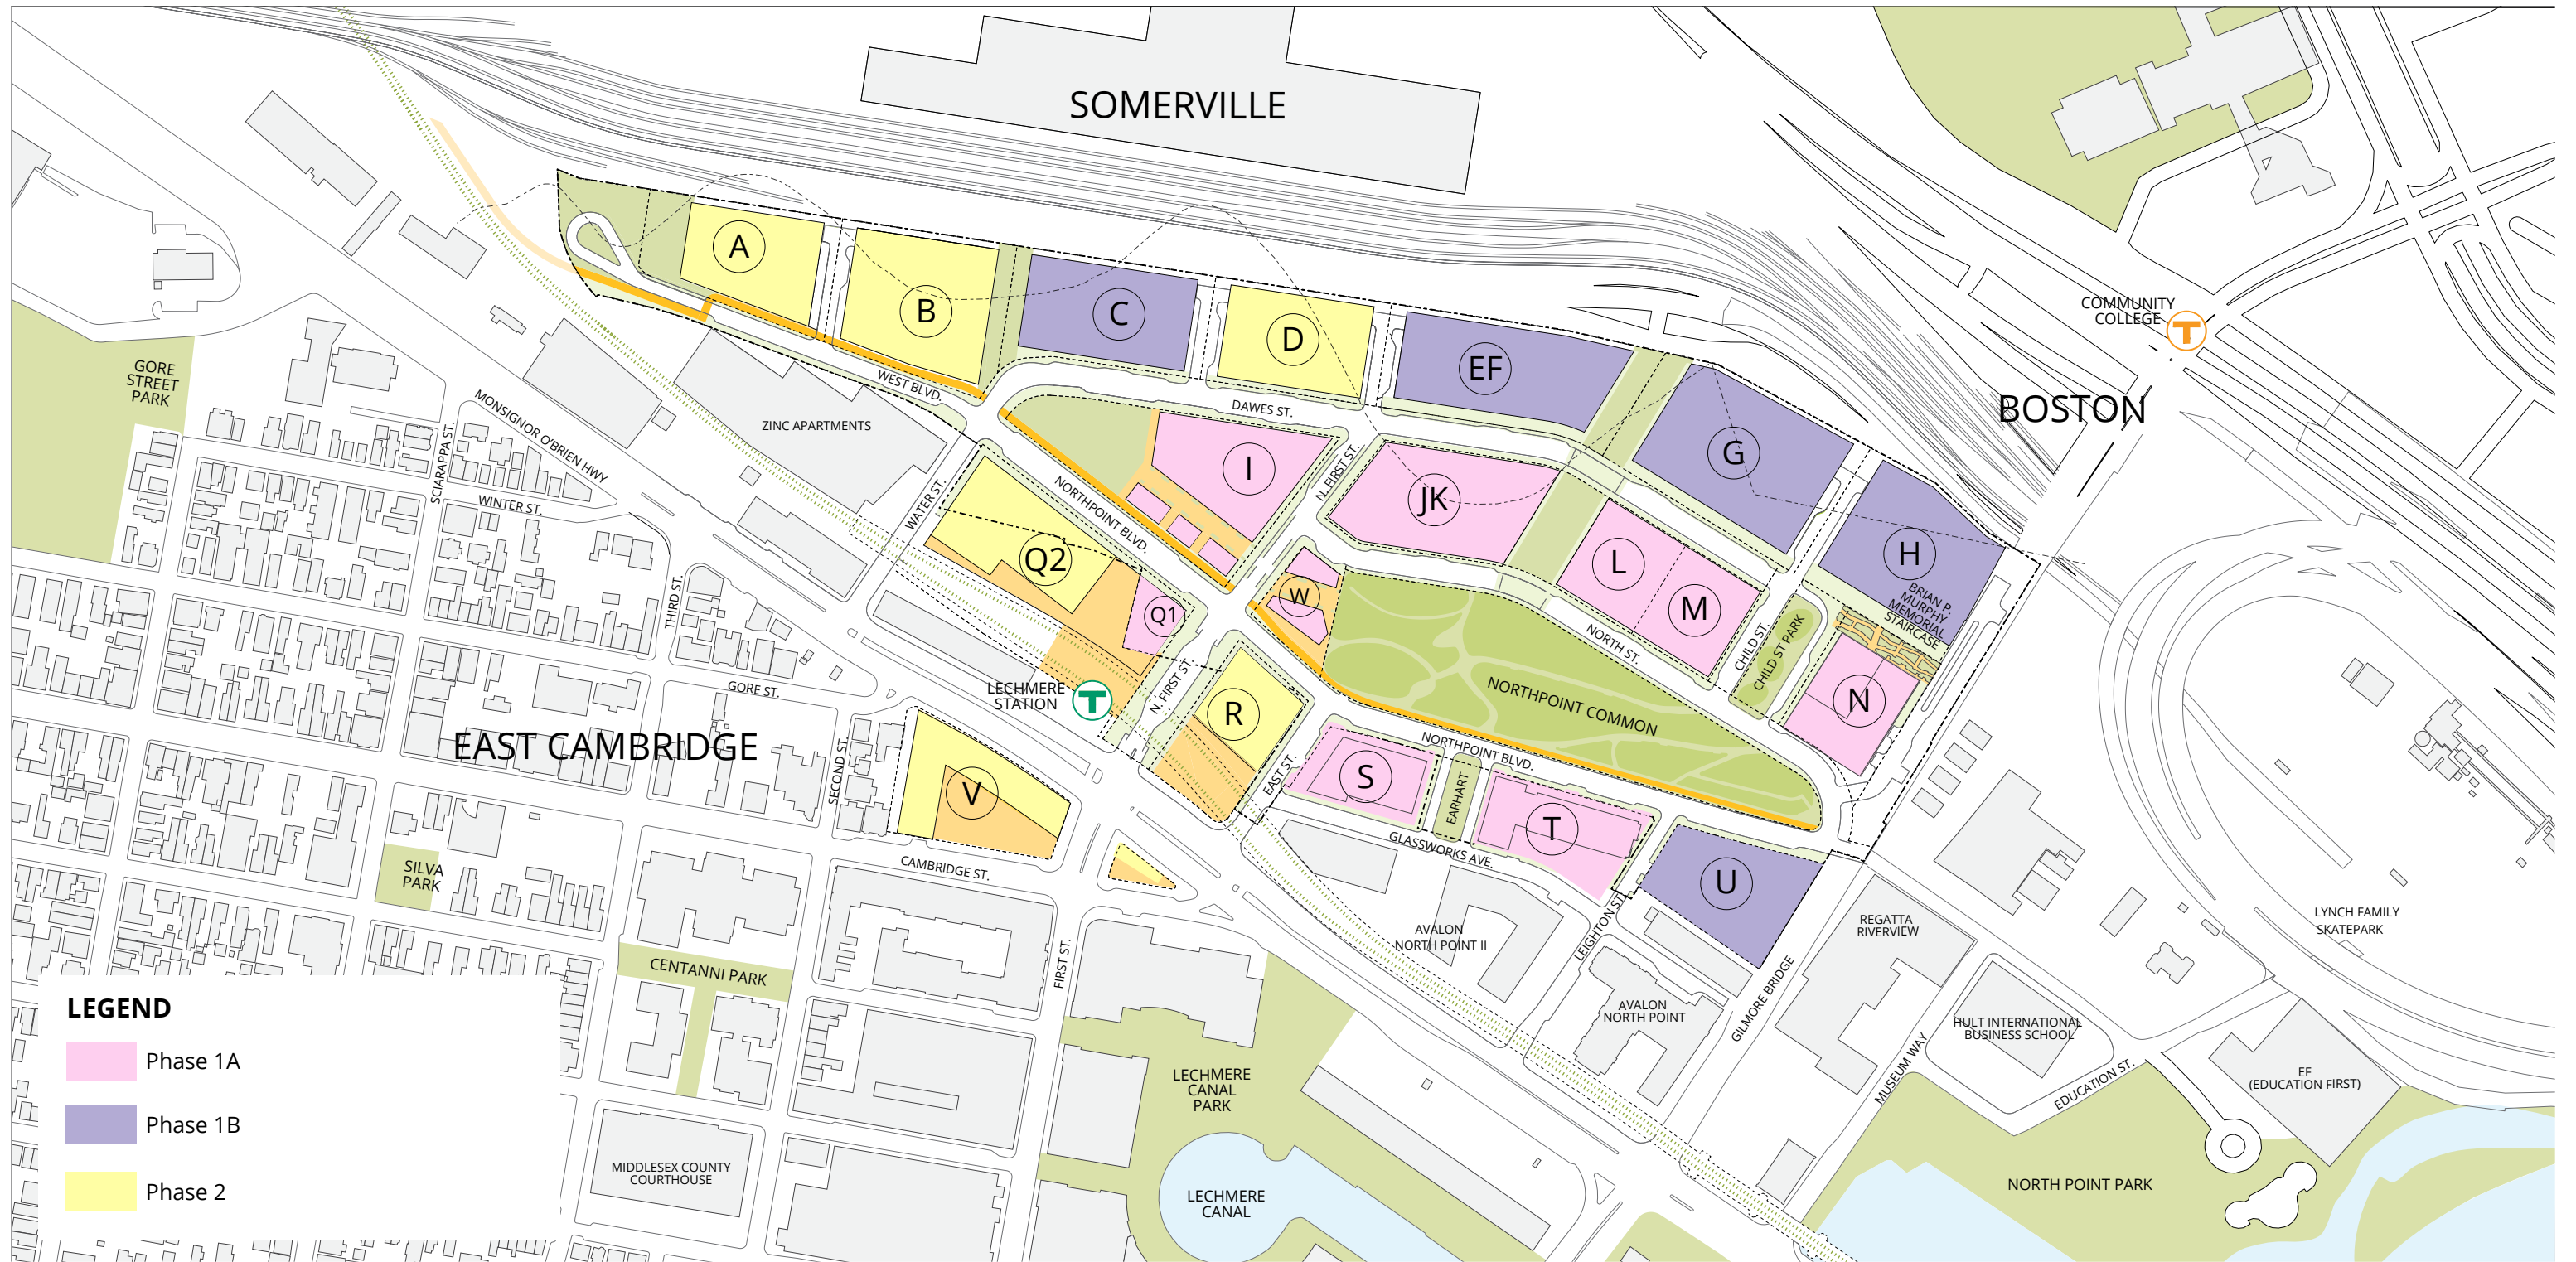 SOMERVILLE
BOSTON
EAST CAMBRIDGE
COMMUNITY
COLLEGE
T
GORE
STREET
PARK
A
B
C
D
EF
G
H
I
JK
L
M
N
Q2
Q1
W
R
S
T
U
V
WEST BLVD.
DAWES ST.
ZINC APARTMENTS
MONSIGNOR O'BRIEN HWY
SCIARAPPA ST.
WINTER ST.
WATER ST.
NORTHPOINT BLVD.
N. FIRST ST.
THIRD ST.
BRIAN P.
MURPHY
MEMORIAL
STAIRCASE
NORTH ST.
CHILD ST.
CHILD ST PARK
NORTHPOINT COMMON
NORTHPOINT BLVD.
GORE ST.
LECHMERE
STATION
T
N. FIRST ST
EAST ST.
EARHART
GLASSWORKS AVE.
SECOND ST.
CAMBRIDGE ST.
SILVA
PARK
CENTANNI PARK
FIRST ST.
AVALON
NORTH POINT II
LEIGHTON ST.
AVALON
NORTH POINT
GILMORE BRIDGE
REGATTA
RIVERVIEW
LYNCH FAMILY
SKATEPARK
HULT INTERNATIONAL
BUSINESS SCHOOL
MUSEUM WAY
EDUCATION ST.
EF
(EDUCATION FIRST)
NORTH POINT PARK
LECHMERE
CANAL
PARK
LECHMERE
CANAL
MIDDLESEX COUNTY
COURTHOUSE
LEGEND
Phase 1A
Phase 1B
Phase 2